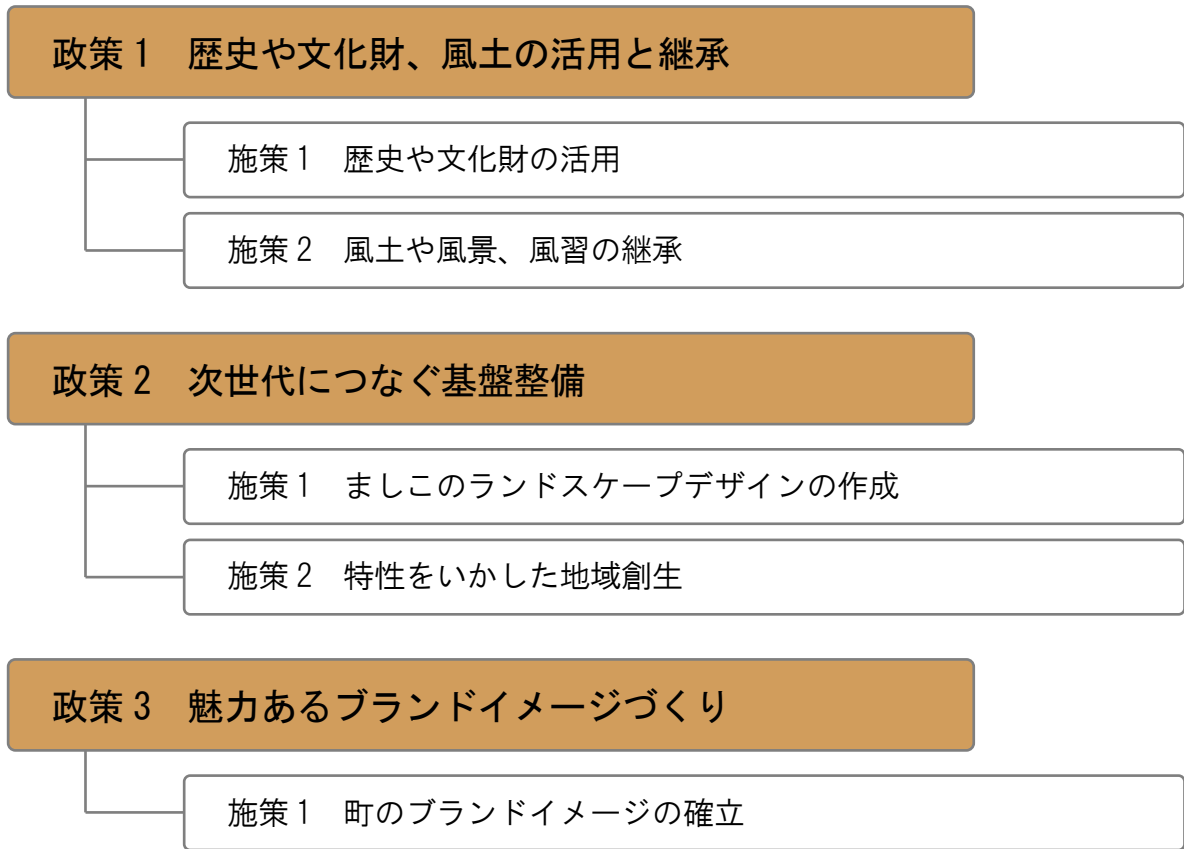 政策1　歴史や文化財、風土の活用と継承
施策1　歴史や文化財の活用
施策2　風土や風景、風習の継承
政策2　次世代につなぐ基盤整備
施策1　ましこのランドスケープデザインの作成
施策2　特性をいかした地域創生
政策3　魅力あるブランドイメージづくり
施策1　町のブランドイメージの確立